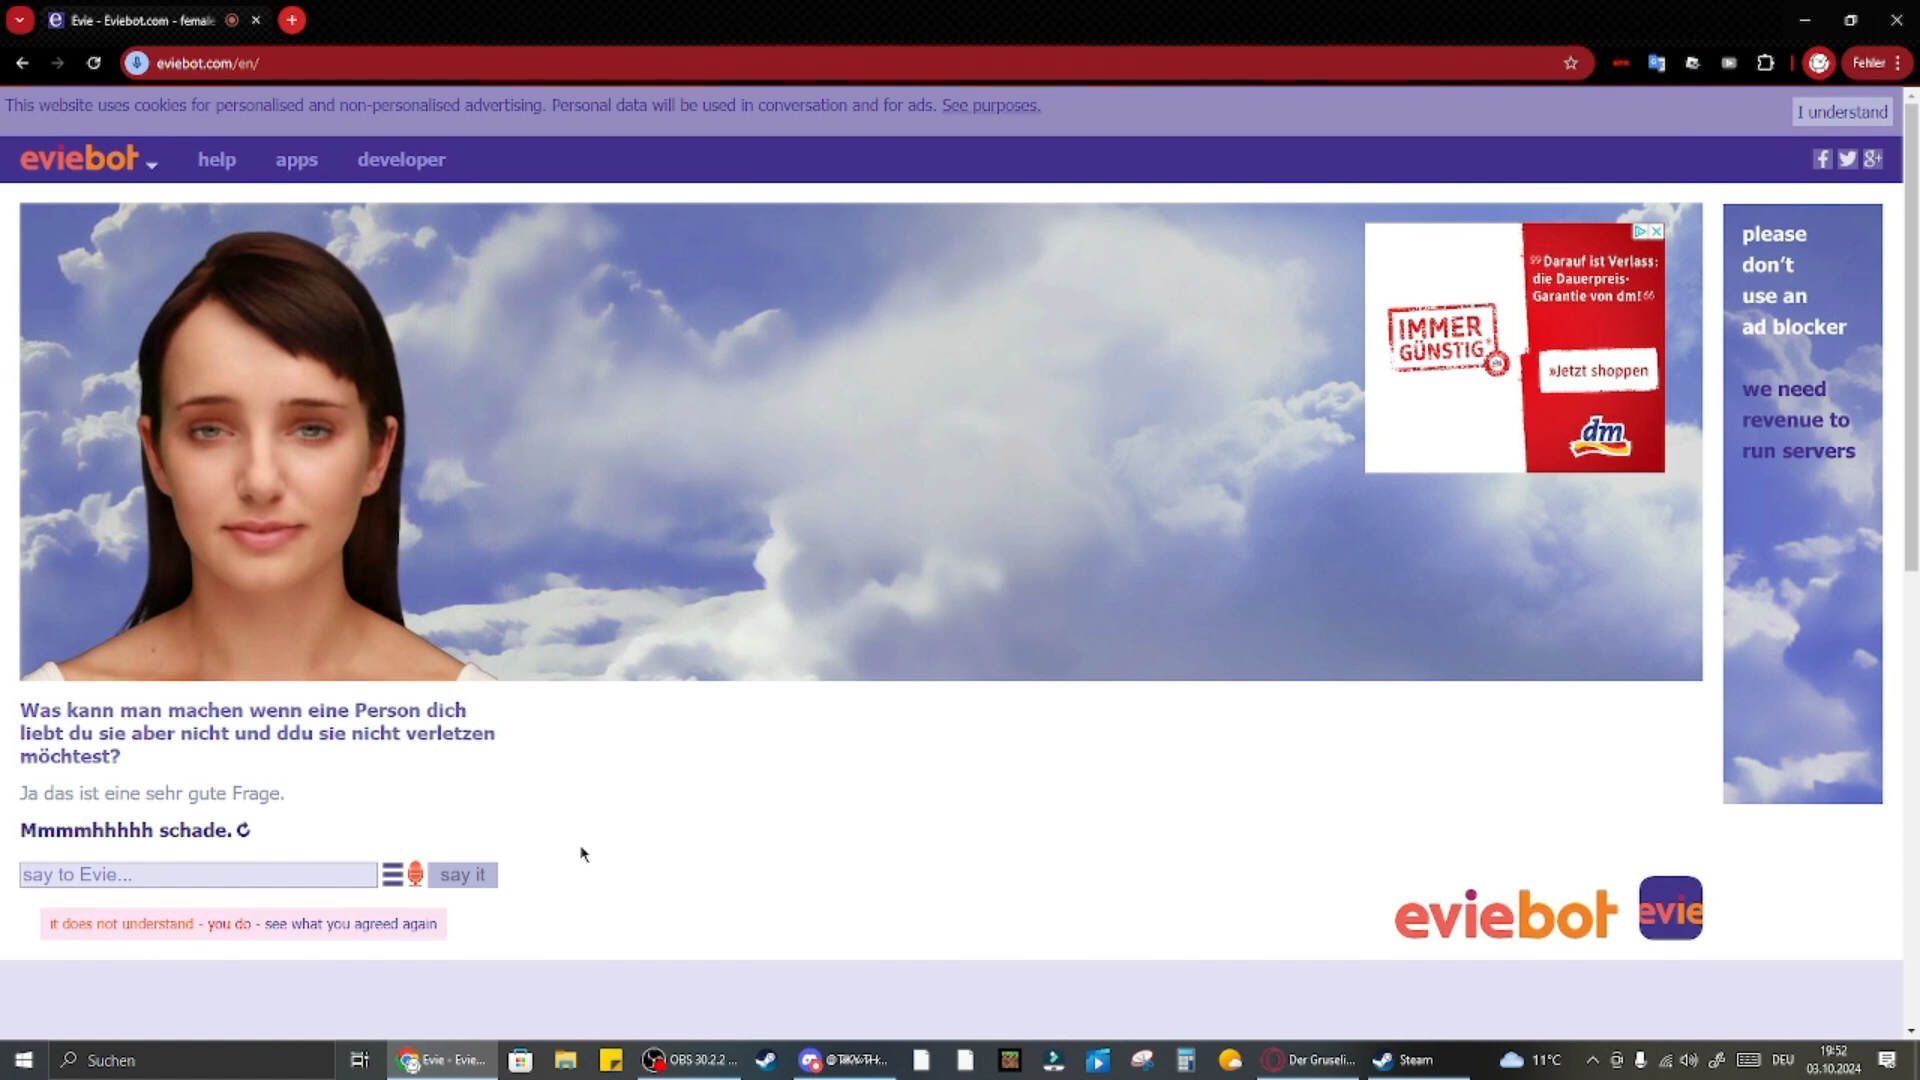 Evie - Eviebot.com - female
eviebot.com/en/
Fehler
This website uses cookies for personalised and non-personalised advertising. Personal data will be used in conversation and for ads. See purposes.
I understand
eviebot
help
apps
developer
please
don't
use an
ad blocker
we need
revenue to
run servers
IMMER
GÜNSTIG
Darauf ist Verlass:
die Dauerpreis-
Garantie von dm!
»Jetzt shoppen
dm
Was kann man machen wenn eine Person dich
liebt du sie aber nicht und ddu sie nicht verletzen
möchtest?
Ja das ist eine sehr gute Frage.
Mmmmhhhhh schade.
say to Evie...
say it
it does not understand - you do - see what you agreed again
eviebot
evie
Suchen
Evie - Evie...
OBS 30.2.2 ...
Der Gruseli...
Steam
11°C
DEU
19:52
03.10.2024